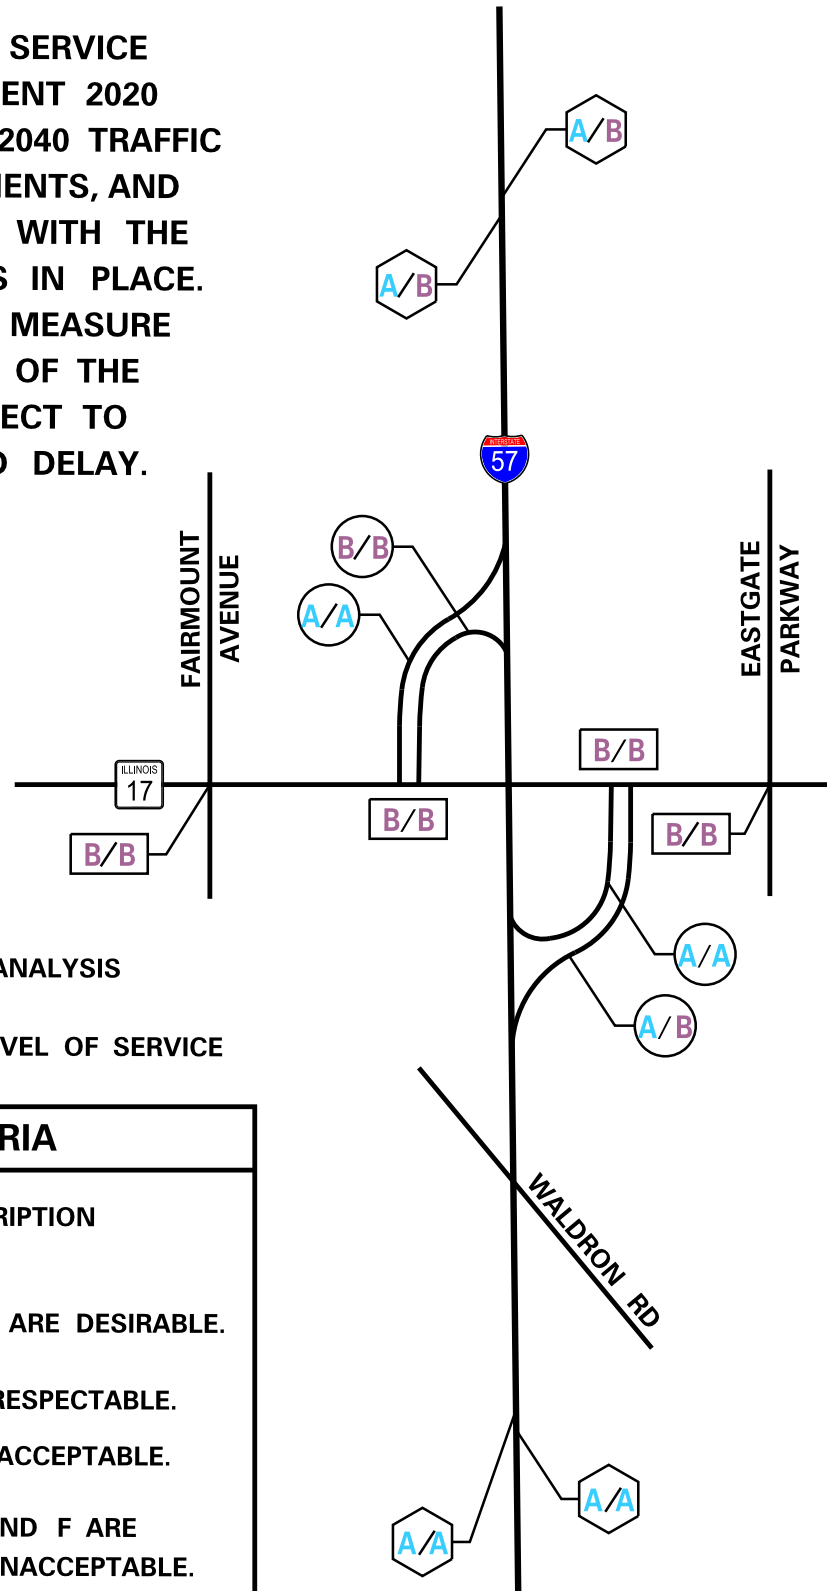 SERVICE
ENT 2020
2040 TRAFFIC
MENTS, AND
WITH THE
S IN PLACE.
MEASURE
OF THE
ECT TO
D DELAY.
A/B
A/B
INTERSTATE
57
FAIRMOUNT
AVENUE
EASTGATE
PARKWAY
B/B
A/A
B/B
ILLINOIS
17
B/B
B/B
B/B
A/A
A/B
ANALYSIS
VEL OF SERVICE
RIA
RIPTION
ARE DESIRABLE.
RESPECTABLE.
ACCEPTABLE.
ND F ARE
NACCEPTABLE.
WALDRON RD
A/A
A/A